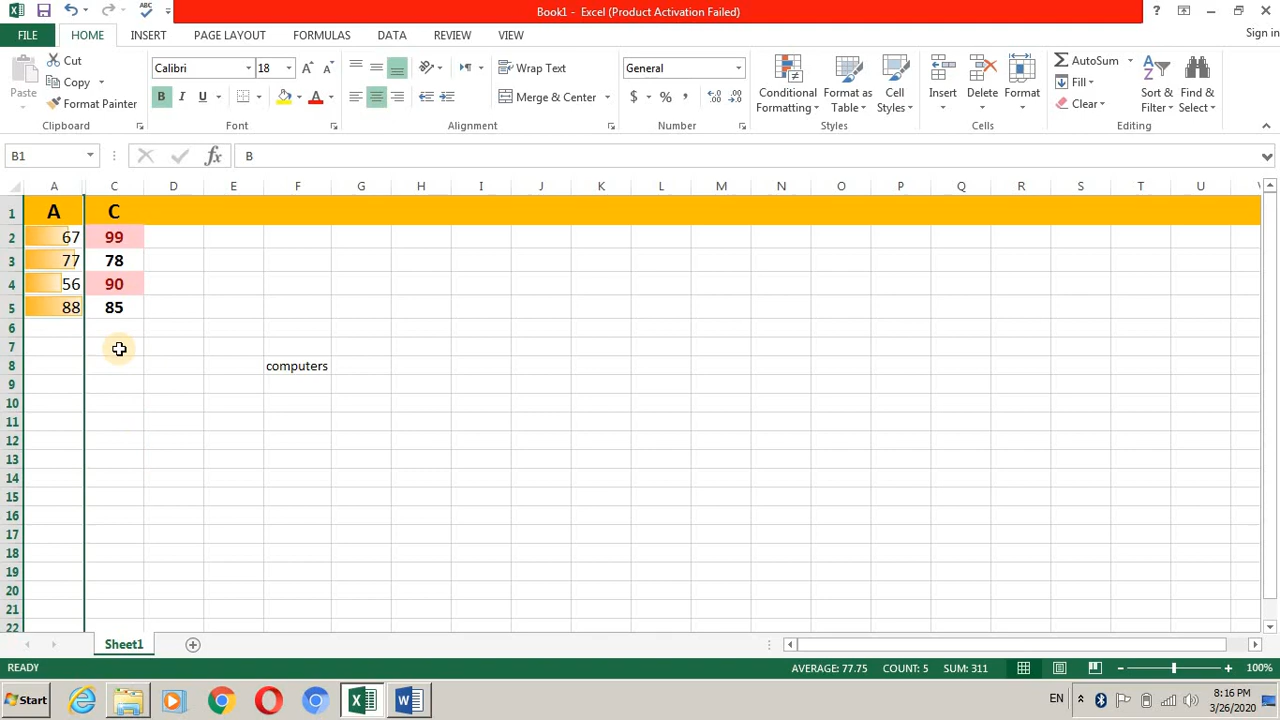 Book1 - Excel (Product Activation Failed)
Sign in
FILE HOME INSERT PAGE LAYOUT FORMULAS DATA REVIEW VIEW
Paste
Cut
Copy
Format Painter
Clipboard
Calibri 18
B I U A
Font
Wrap Text
Merge & Center
Alignment
General
$ % ,
Number
Conditional Formatting
Format as Table
Cell Styles
Styles
Insert
Delete
Format
Cells
AutoSum
Fill
Clear
Sort & Filter
Find & Select
Editing
B1 fx B
A C D E F G H I J K L M N O P Q R S T U
1 A C
2 67 99
3 77 78
4 56 90
5 88 85
6
7
8 computers
9
10
11
12
13
14
15
16
17
18
19
20
21
22
Sheet1
READY AVERAGE: 77.75 COUNT: 5 SUM: 311 100%
Start EN 8:16 PM
3/26/2020